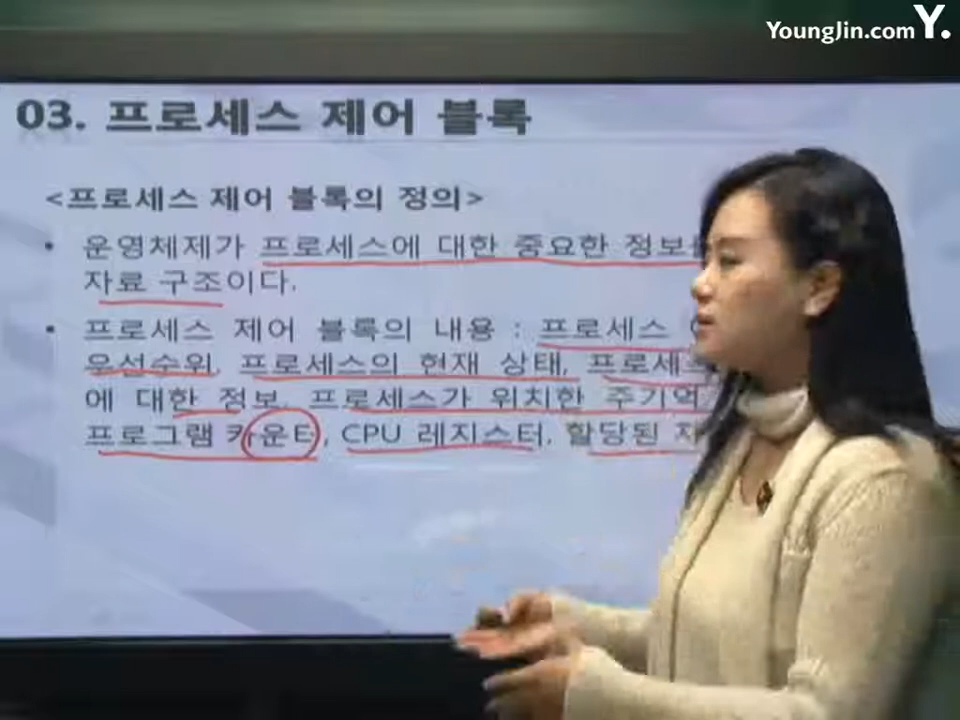 YoungJin.com Y.
03. 프로세스 제어 블록
<프로세스 제어 블록의 정의>
• 운영체제가 프로세스에 대한 중요한 정보를
자료 구조이다.
• 프로세스 제어 블록의 내용 : 프로세스
우선순위, 프로세스의 현재 상태,
에 대한 정보, 프로세스가 위치한 주기억
프로그램 카운터, CPU 레지스터, 할당된